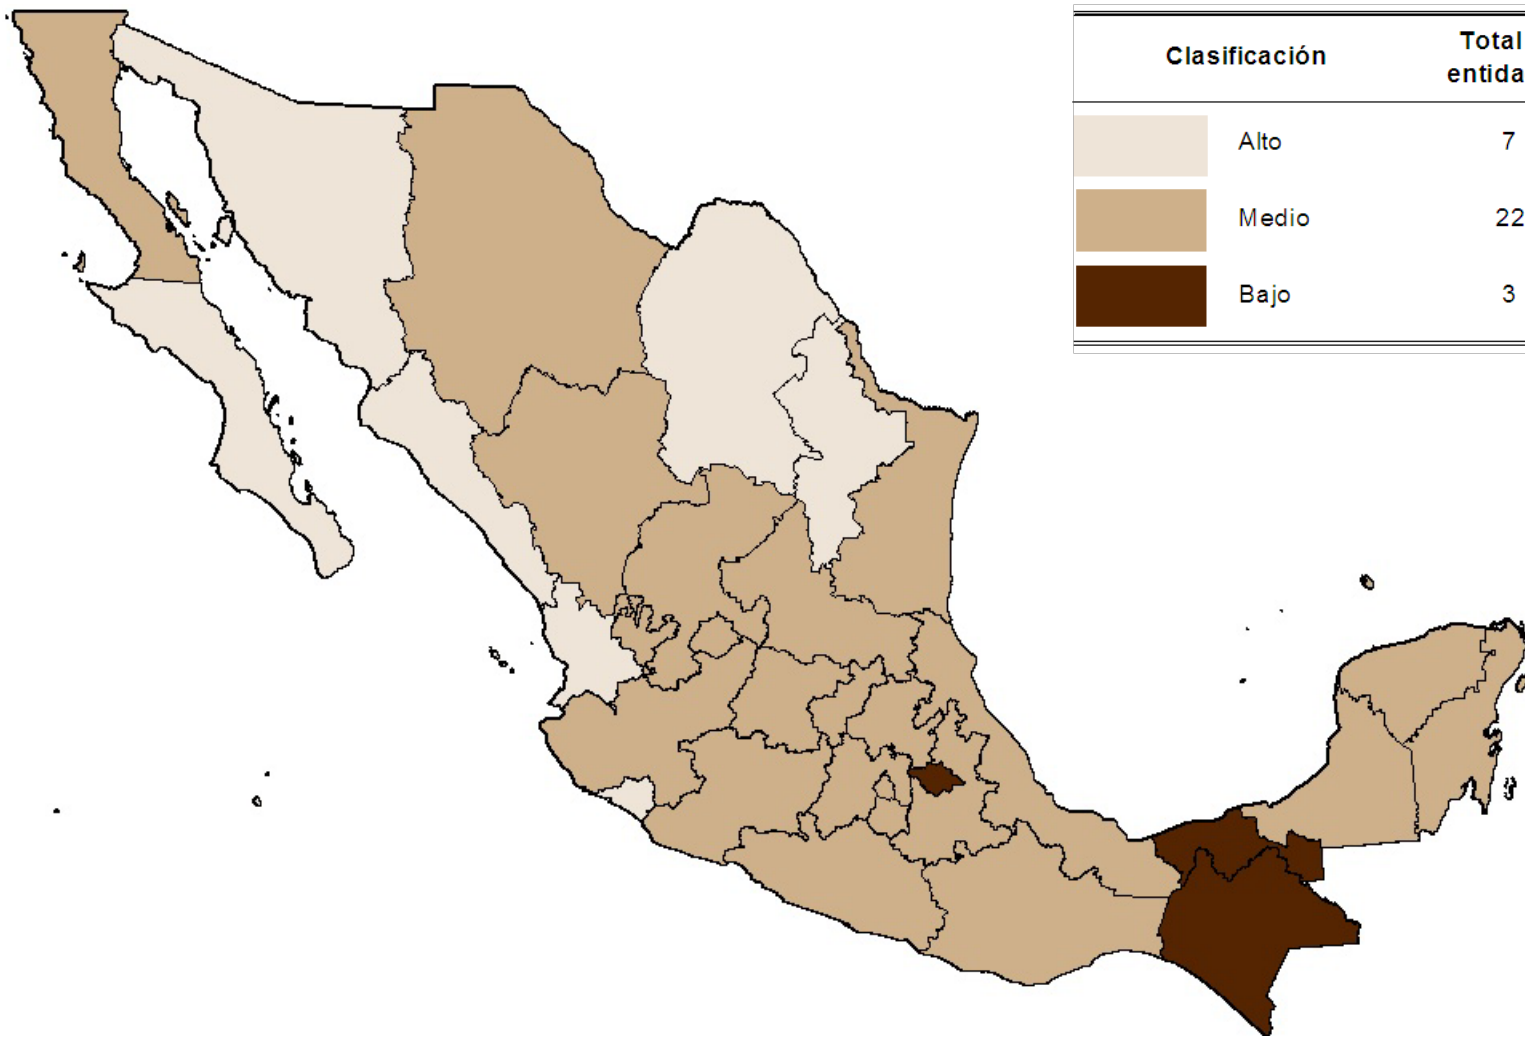 Clasificación
Total
entida
Alto 7
Medio 22
Bajo 3